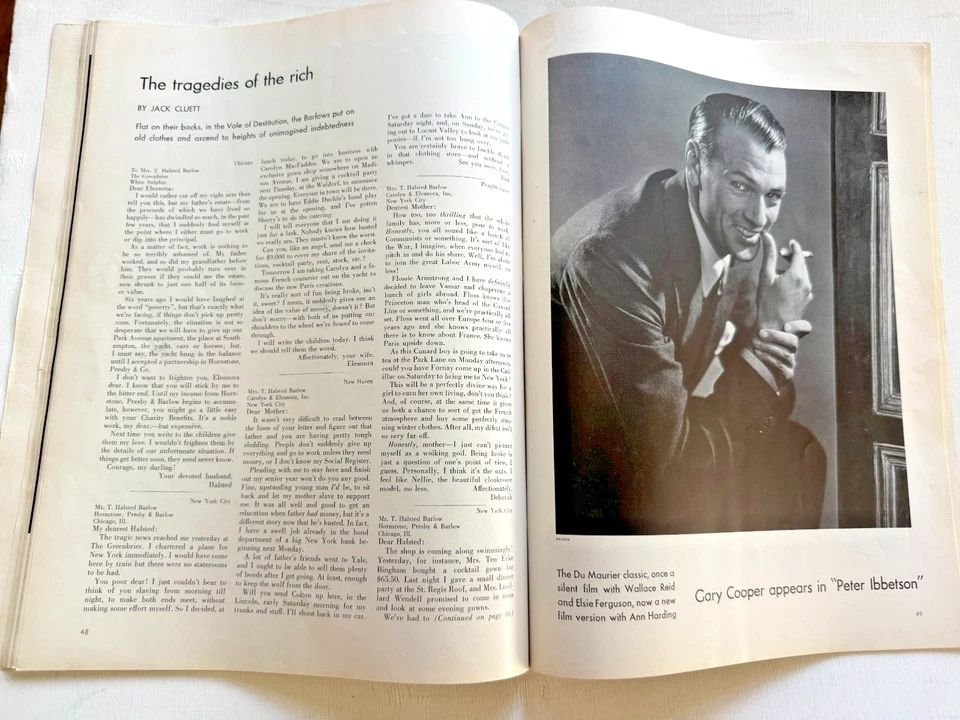 The tragedies of the rich
BY JACK CLUETT
Flat on their backs, in the Vale of Destitution, the Barlows put on
old clothes and ascend to heights of unimagined indebtedness
Chicago
To Mrs. T. Halsted Barlow
The Greenbrier
White Sulphur
Dear Eleanora:
I would rather cut off my right arm than
tell you this, but my father's estate—from
the proceeds of which we have lived so
happily—has dwindled so much, in the past
few years, that I suddenly find myself at
the point where I either must go to work
or dip into the principal.
As a matter of fact, work is nothing to
be so terribly ashamed of. My father
worked, and so did my grandfather before
him. They would probably turn over in
their graves if they could see the estate,
now shrunk to just one half of its form-
er value.
Six years ago I would have laughed at
the word "poverty", but that's exactly what
we're facing, if things don't pick up pretty
soon. Fortunately, the situation is not so
desperate that we will have to give up our
Park Avenue apartment, the place at South-
ampton, the yacht, cars or horses; but,
I must say, the yacht hung in the balance
until I accepted a partnership in Hornstone,
Presby & Co.
I don't want to frighten you, Eleanora
dear. I know that you will stick by me to
the bitter end. Until my income from Horn-
stone, Presby & Barlow begins to accumu-
late, however, you might go a little easy
with your Charity Benefits. It's a noble
work, my dear,—but expensive.
Next time you write to the children give
them my love. I wouldn't frighten them by
the details of our unfortunate situation. If
things get better soon, they need never know.
Courage, my darling!
Your devoted husband,
Halsted
New York City
Mr. T. Halsted Barlow
Hornstone, Presby & Barlow
Chicago, Ill.
My dearest Halsted:
The tragic news reached me yesterday at
The Greenbrier. I chartered a plane for
New York immediately. I would have come
here by train but there were no staterooms
to be had.
You poor dear! I just couldn't bear to
think of you slaving from morning till
night, to make both ends meet, without
making some effort myself. So I decided, at
48
lunch today, to go into business with
Carolyn MacFadden. We are to open an
exclusive gown shop somewhere on Madi-
son Avenue. I am giving a cocktail party
next Tuesday, at the Waldorf, to announce
the opening. Everyone in town will be there.
We are to have Eddie Duchin's band play
for us at the opening, and I've gotten
Sherry's to do the catering.
I will tell everyone that I am doing it
just for a lark. Nobody knows how busted
we really are. They mustn't know the worst.
Can you, like an angel, send me a check
for $9,000 to cover my share of the invita-
tions, cocktail party, rent, stock, etc.?
Tomorrow I am taking Carolyn and a fa-
mous French couturier out on the yacht to
discuss the new Paris creations.
It's really sort of fun being broke, isn't
it, sweet? I mean, it suddenly gives one an
idea of the value of money, doesn't it? But
don't worry—with both of us putting our
shoulders to the wheel we're bound to come
through.
I will write the children today. I think
we should tell them the worst.
Affectionately, your wife,
Eleanora
New Haven
Mrs. T. Halsted Barlow
Carolyn & Eleanora, Inc.
New York City
Dear Mother:
It wasn't very difficult to read between
the lines of your letter and figure out that
father and you are having pretty tough
sledding. People don't suddenly give up
everything and go to work unless they need
money, or I don't know my Social Register.
Pleading with me to stay here and finish
out my senior year won't do you any good.
Fine, upstanding young man I'd be, to sit
back and let my mother slave to support
me. It was all well and good to get an
education when father had money, but it's a
different story now that he's busted. In fact,
I have a swell job already in the bond
department of a big New York bank be-
ginning next Monday.
A lot of father's friends went to Yale,
and I ought to be able to sell them plenty
of bonds after I get going. At least, enough
to keep the wolf from the door.
Will you send Colton up here, in the
Lincoln, early Saturday morning for my
trunks and stuff. I'll shoot back in my car.
I've got a date to take Ann to the
Saturday night, and, on Sunday, we're
ing out to Locust Valley to look at
ponies—if I'm not too hung over.
You are certainly brave to buckle down
in that clothing store—and without a
whimper.
See you soon,
Mrs. T. Halsted Barlow
Carolyn & Eleanora, Inc.
New York City
Dearest Mother:
How too, too thrilling that the whole
family has, more or less, gone to work.
Honestly, you all sound like a bunch of
Communists or something. It's sort of like
the War, I imagine, when everyone had to
pitch in and do his share. Well, I'm about
to join the great Labor Army myself,
less!
Flossie Armstrong and I have definitely
decided to leave Vassar and chaperone a
bunch of girls abroad. Floss knows this
Princeton man who's head of the Cunard
Line or something, and we're practically all
set. Floss went all over Europe four or five
years ago and she knows practically all
there is to know about France. She knows
Paris upside down.
As this Cunard boy is going to take us to
tea at the Park Lane on Monday afternoon,
could you have Fornay come up in the Cad-
illac on Saturday to bring me to New York?
This will be a perfectly divine way for a
girl to earn her own living, don't you think?
And, of course, at the same time it gives
us both a chance to sort of get the French
atmosphere and buy some perfectly stun-
ning winter clothes. After all, my début isn't
so very far off.
Honestly, mother—I just can't picture
myself as a woiking goil. Being broke is
just a question of one's point of view, I
guess. Personally, I think it's the nuts. I
feel like Nellie, the beautiful cloakroom
model, no less.
Affectionately,
Deborah
New York City
Mr. T. Halsted Barlow
Hornstone, Presby & Barlow
Chicago, Ill.
Dear Halsted:
The shop is coming along swimmingly!
Yesterday, for instance, Mrs. Ten Eyke
Bingham bought a cocktail gown for
$65.50. Last night I gave a small dinner
party at the St. Regis Roof, and Mrs.
lard Wendell promised to come in soon
and look at some evening gowns.
We've had to (Continued on page 66)
NELSON
The Du Maurier classic, once a
silent film with Wallace Reid
and Elsie Ferguson, now a new
film version with Ann Harding
Gary Cooper appears in "Peter Ibbetson"
49